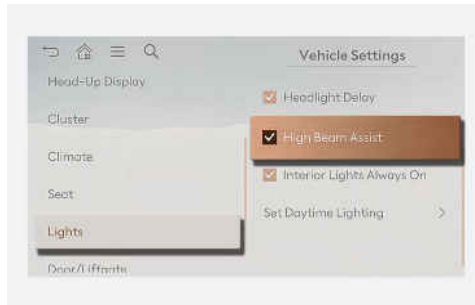 Vehicle Settings
Head-Up Display
Cluster
Climate
Seat
Lights
Door/Liftgate
Headlight Delay
High Beam Assist
Interior Lights Always On
Set Daytime Lighting